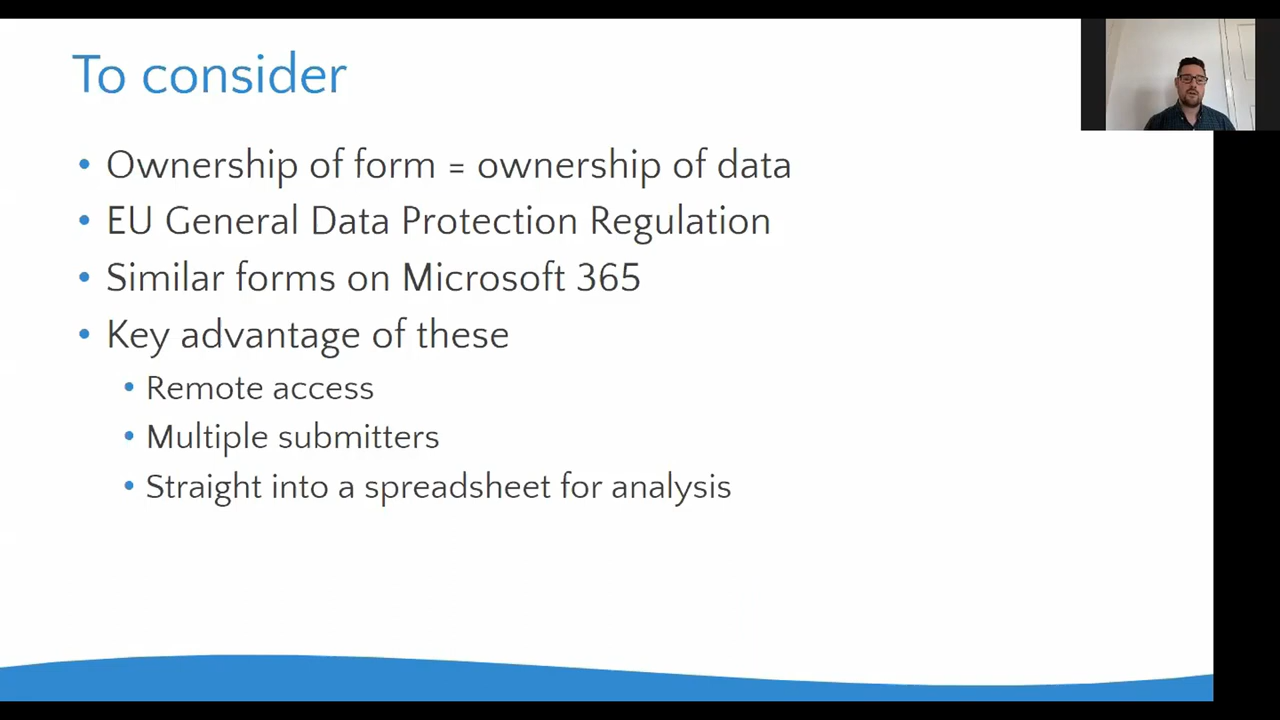 To consider
• Ownership of form = ownership of data
• EU General Data Protection Regulation
• Similar forms on Microsoft 365
• Key advantage of these
• Remote access
• Multiple submitters
• Straight into a spreadsheet for analysis